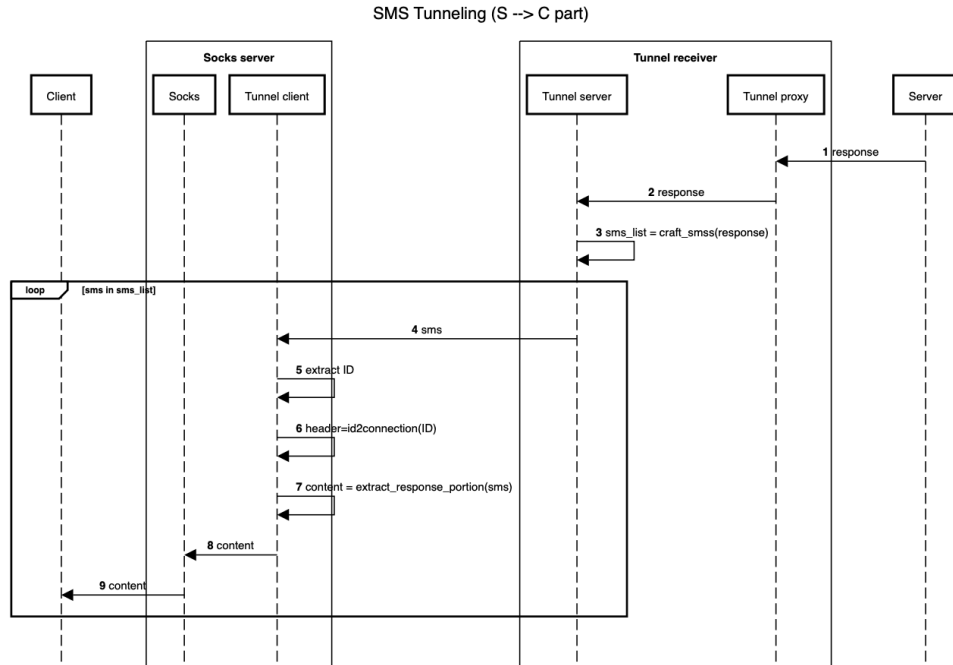 SMS Tunneling (S --> C part)
Socks server
Tunnel receiver
Client
Socks
Tunnel client
Tunnel server
Tunnel proxy
Server
1 response
2 response
3 sms_list = craft_smss(response)
loop [sms in sms_list]
4 sms
5 extract ID
6 header=id2connection(ID)
7 content = extract_response_portion(sms)
8 content
9 content